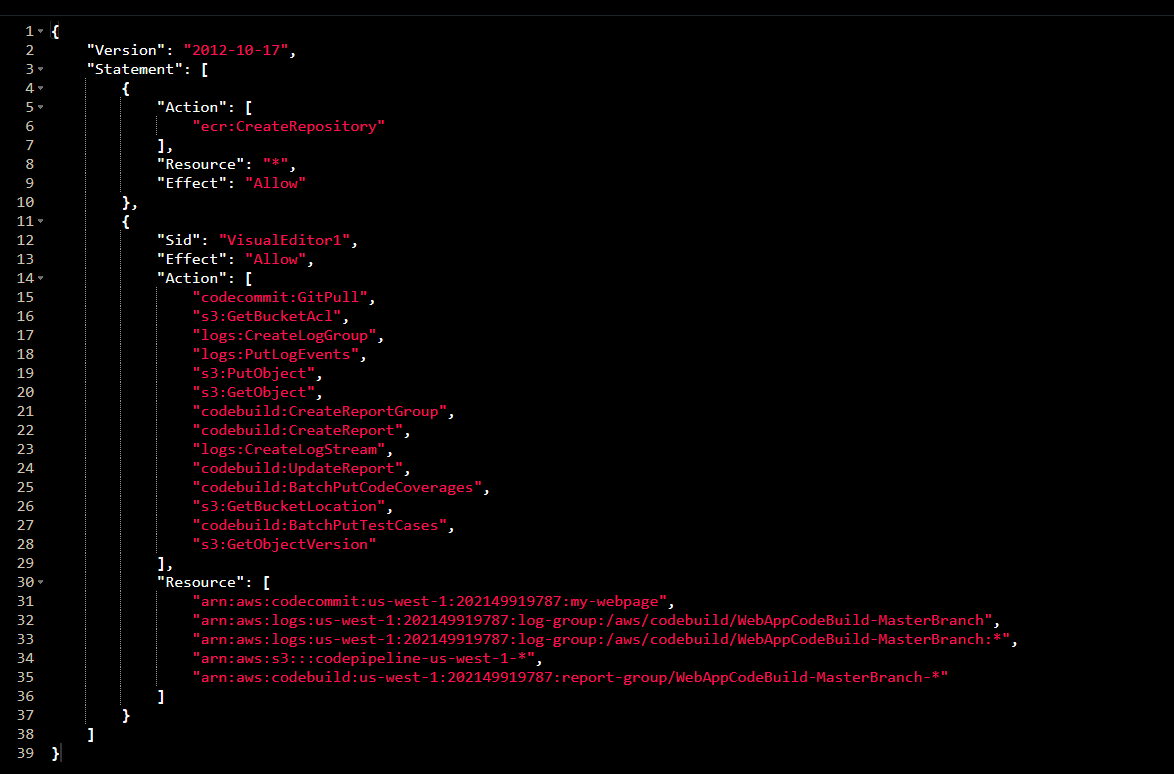 1 {
2 "Version": "2012-10-17",
3 "Statement": [
4 {
5 "Action": [
6 "ecr:CreateRepository"
7 ],
8 "Resource": "*",
9 "Effect": "Allow"
10 },
11 {
12 "Sid": "VisualEditor1",
13 "Effect": "Allow",
14 "Action": [
15 "codecommit:GitPull",
16 "s3:GetBucketAcl",
17 "logs:CreateLogGroup",
18 "logs:PutLogEvents",
19 "s3:PutObject",
20 "s3:GetObject",
21 "codebuild:CreateReportGroup",
22 "codebuild:CreateReport",
23 "logs:CreateLogStream",
24 "codebuild:UpdateReport",
25 "codebuild:BatchPutCodeCoverages",
26 "s3:GetBucketLocation",
27 "codebuild:BatchPutTestCases",
28 "s3:GetObjectVersion"
29 ],
30 "Resource": [
31 "arn:aws:codecommit:us-west-1:202149919787:my-webpage",
32 "arn:aws:logs:us-west-1:202149919787:log-group:/aws/codebuild/WebAppCodeBuild-MasterBranch",
33 "arn:aws:logs:us-west-1:202149919787:log-group:/aws/codebuild/WebAppCodeBuild-MasterBranch:*",
34 "arn:aws:s3:::codepipeline-us-west-1-*",
35 "arn:aws:codebuild:us-west-1:202149919787:report-group/WebAppCodeBuild-MasterBranch-*"
36 ]
37 }
38 ]
39 }